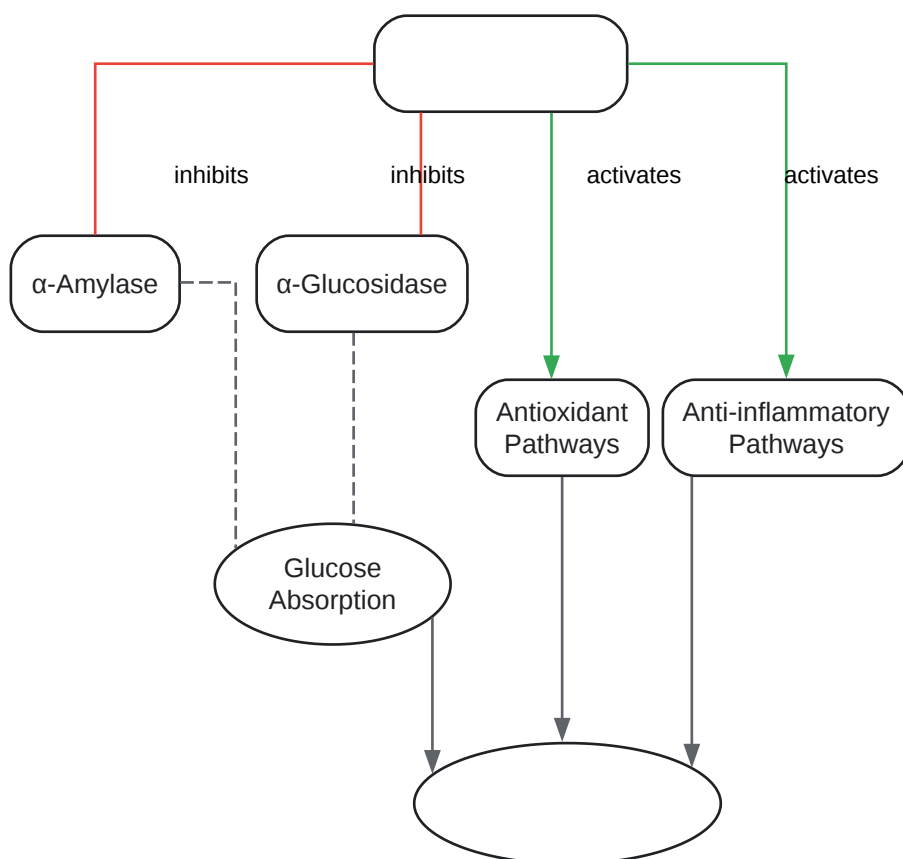 inhibits
inhibits
activates
activates
α-Amylase
α-Glucosidase
Antioxidant
Pathways
Anti-inflammatory
Pathways
Glucose
Absorption